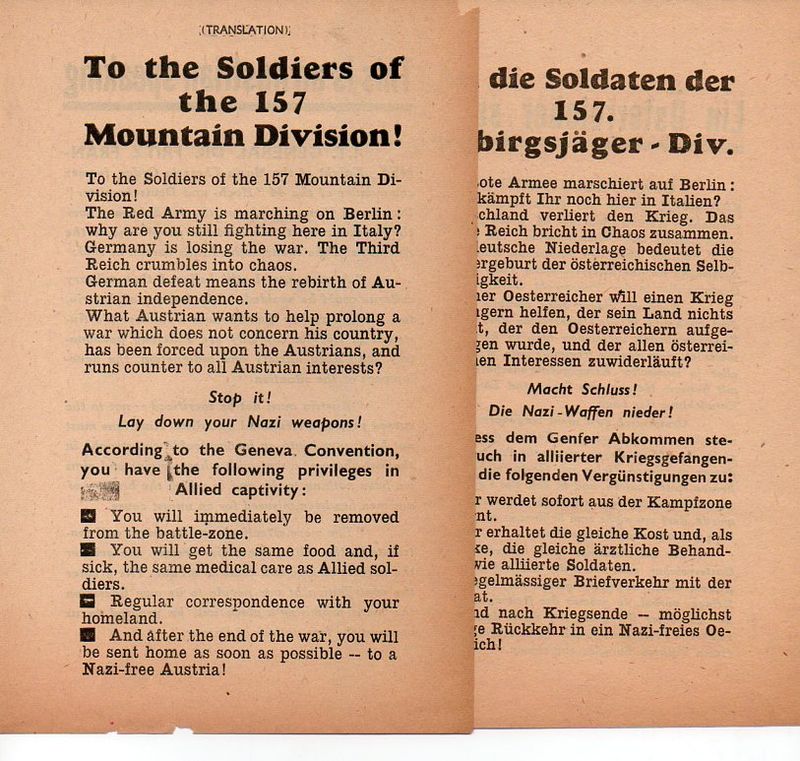 (TRANSLATION)
To the Soldiers of
the 157
Mountain Division!
To the Soldiers of the 157 Mountain Di-
vision!
The Red Army is marching on Berlin:
why are you still fighting here in Italy?
Germany is losing the war. The Third
Reich crumbles into chaos.
German defeat means the rebirth of Au-
strian independence.
What Austrian wants to help prolong a
war which does not concern his country,
has been forced upon the Austrians, and
runs counter to all Austrian interests?
Stop it!
Lay down your Nazi weapons!
According to the Geneva Convention,
you have the following privileges in
Allied captivity:
You will immediately be removed
from the battle-zone.
You will get the same food and, if
sick, the same medical care as Allied sol-
diers.
Regular correspondence with your
homeland.
And after the end of the war, you will
be sent home as soon as possible -- to a
Nazi-free Austria!
die Soldaten der
157.
birgsjäger - Div.
ote Armee marschiert auf Berlin:
kämpft Ihr noch hier in Italien?
chland verliert den Krieg. Das
Reich bricht in Chaos zusammen.
eutsche Niederlage bedeutet die
ergeburt der österreichischen Selb-
igkeit.
er Oesterreicher will einen Krieg
ngern helfen, der sein Land nichts
t, der den Oesterreichern aufge-
gen wurde, und der allen österrei-
en Interessen zuwiderläuft?
Macht Schluss!
Die Nazi-Waffen nieder!
ess dem Genfer Abkommen ste-
uch in alliierter Kriegsgefangen-
die folgenden Vergünstigungen zu:
r werdet sofort aus der Kampfzone
nt.
r erhaltet die gleiche Kost und, als
ke, die gleiche ärztliche Behand-
wie alliierte Soldaten.
egelmässiger Briefverkehr mit der
at.
nd nach Kriegsende -- möglichst
ge Rückkehr in ein Nazi-freies Oe-
ich!